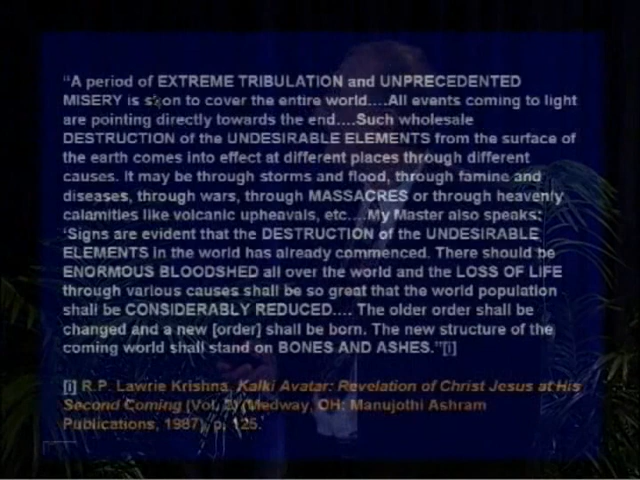 “A period of EXTREME TRIBULATION and UNPRECEDENTED
MISERY is soon to cover the entire world....All events coming to light
are pointing directly towards the end....Such wholesale
DESTRUCTION of the UNDESIRABLE ELEMENTS from the surface of
the earth comes into effect at different places through different
causes. It may be through storms and flood, through famine and
diseases, through wars, through MASSACRES or through heavenly
calamities like volcanic upheavals, etc....My Master also speaks:
‘Signs are evident that the DESTRUCTION of the UNDESIRABLE
ELEMENTS in the world has already commenced. There should be
ENORMOUS BLOODSHED all over the world and the LOSS OF LIFE
through various causes shall be so great that the world population
shall be CONSIDERABLY REDUCED.... The older order shall be
changed and a new [order] shall be born. The new structure of the
coming world shall stand on BONES AND ASHES.”[i]
[i] R.P. Lawrie Krishna, Kalki Avatar: Revelation of Christ Jesus at His
Second Coming (Vol. 2) (Medway, OH: Manujothi Ashram
Publications, 1987), p. 125.